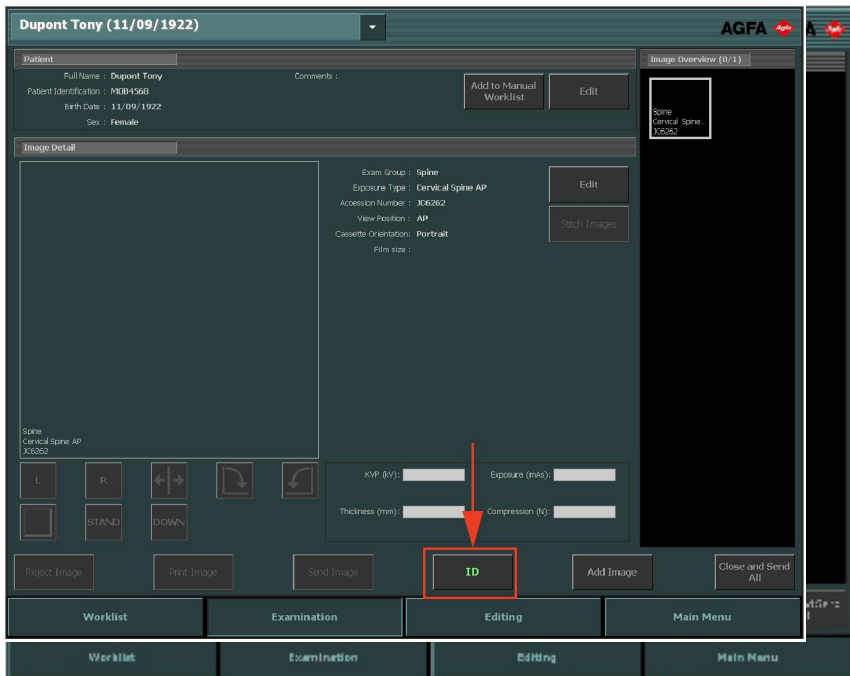 Dupont Tony (11/09/1922)
AGFA
Patient
Full Name : Dupont Tony
Comments :
Patient Identification : MOB456B
Birth Date : 11/09/1922
Sex : Female
Add to Manual
Worklist
Edit
Image Overview (0/1)
Spine
Cervical Spine...
JC6262
Image Detail
Exam Group : Spine
Exposure Type : Cervical Spine AP
Accession Number : JC6262
View Position : AP
Cassette Orientation: Portrait
Film size :
Edit
Stitch Images
Spine
Cervical Spine AP
JC6262
L
R
STAND
DOWN
KVP (kV):
Exposure (mAs):
Thickness (mm):
Compression (N):
Reject Image
Print Image
Send Image
ID
Add Image
Close and Send
All
Worklist
Examination
Editing
Main Menu
Worklist
Examination
Editing
Main Menu